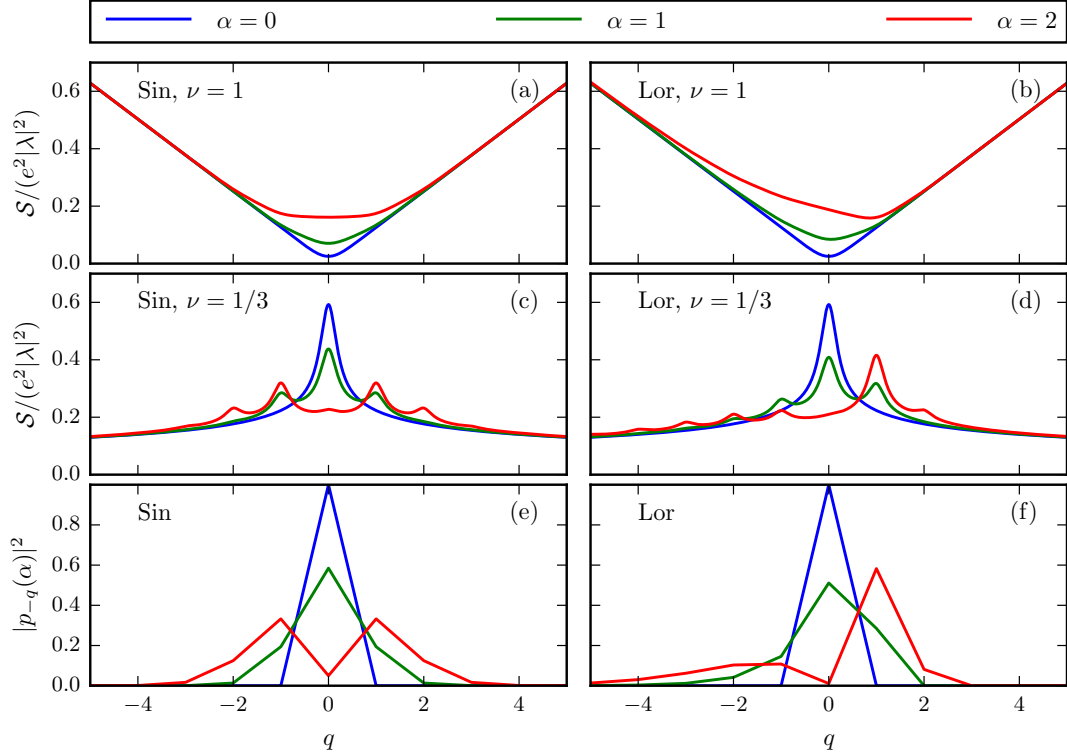 α = 0 α = 1 α = 2
Sin, ν = 1 (a)
0.6
0.4
0.2
0.0
S/(e²|λ|²)
Lor, ν = 1 (b)
Sin, ν = 1/3 (c)
0.6
0.4
0.2
0.0
S/(e²|λ|²)
Lor, ν = 1/3 (d)
Sin (e)
0.8
0.6
0.4
0.2
0.0
|p₋q(α)|²
−4 −2 0 2 4
q
Lor (f)
−4 −2 0 2 4
q